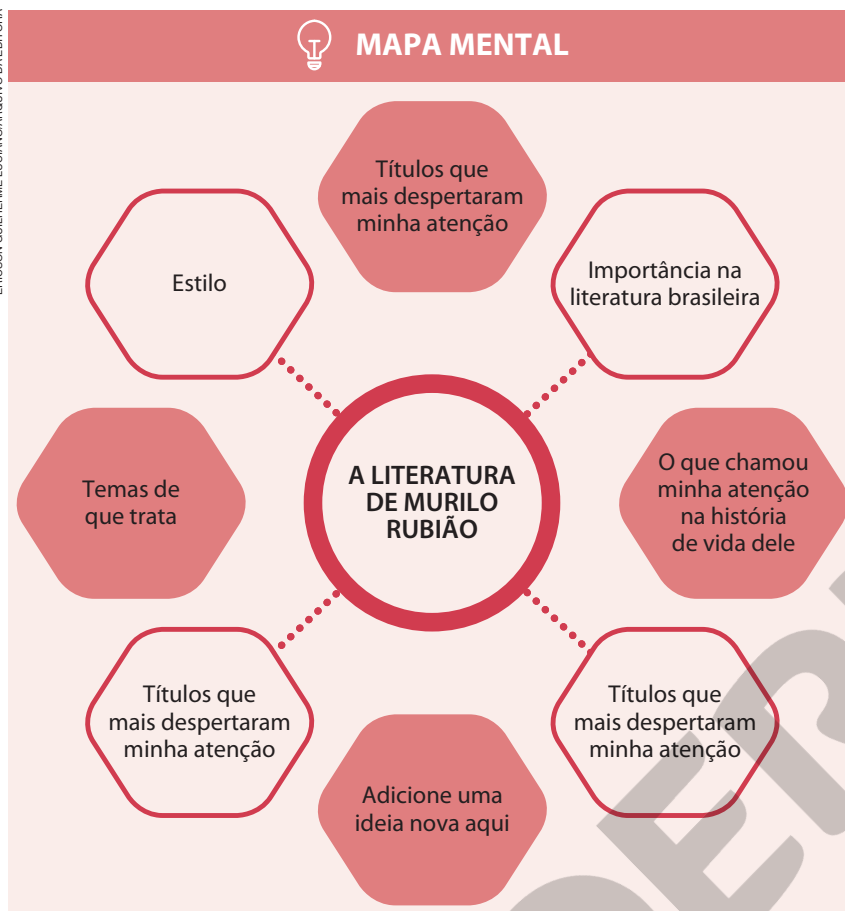 MAPA MENTAL
Títulos que
mais despertaram
minha atenção
Estilo
Importância na
literatura brasileira
A LITERATURA
DE MURILO
RUBIÃO
Temas de
que trata
O que chamou
minha atenção
na história
de vida dele
Títulos que
mais despertaram
minha atenção
Títulos que
mais despertaram
minha atenção
Adicione uma
ideia nova aqui